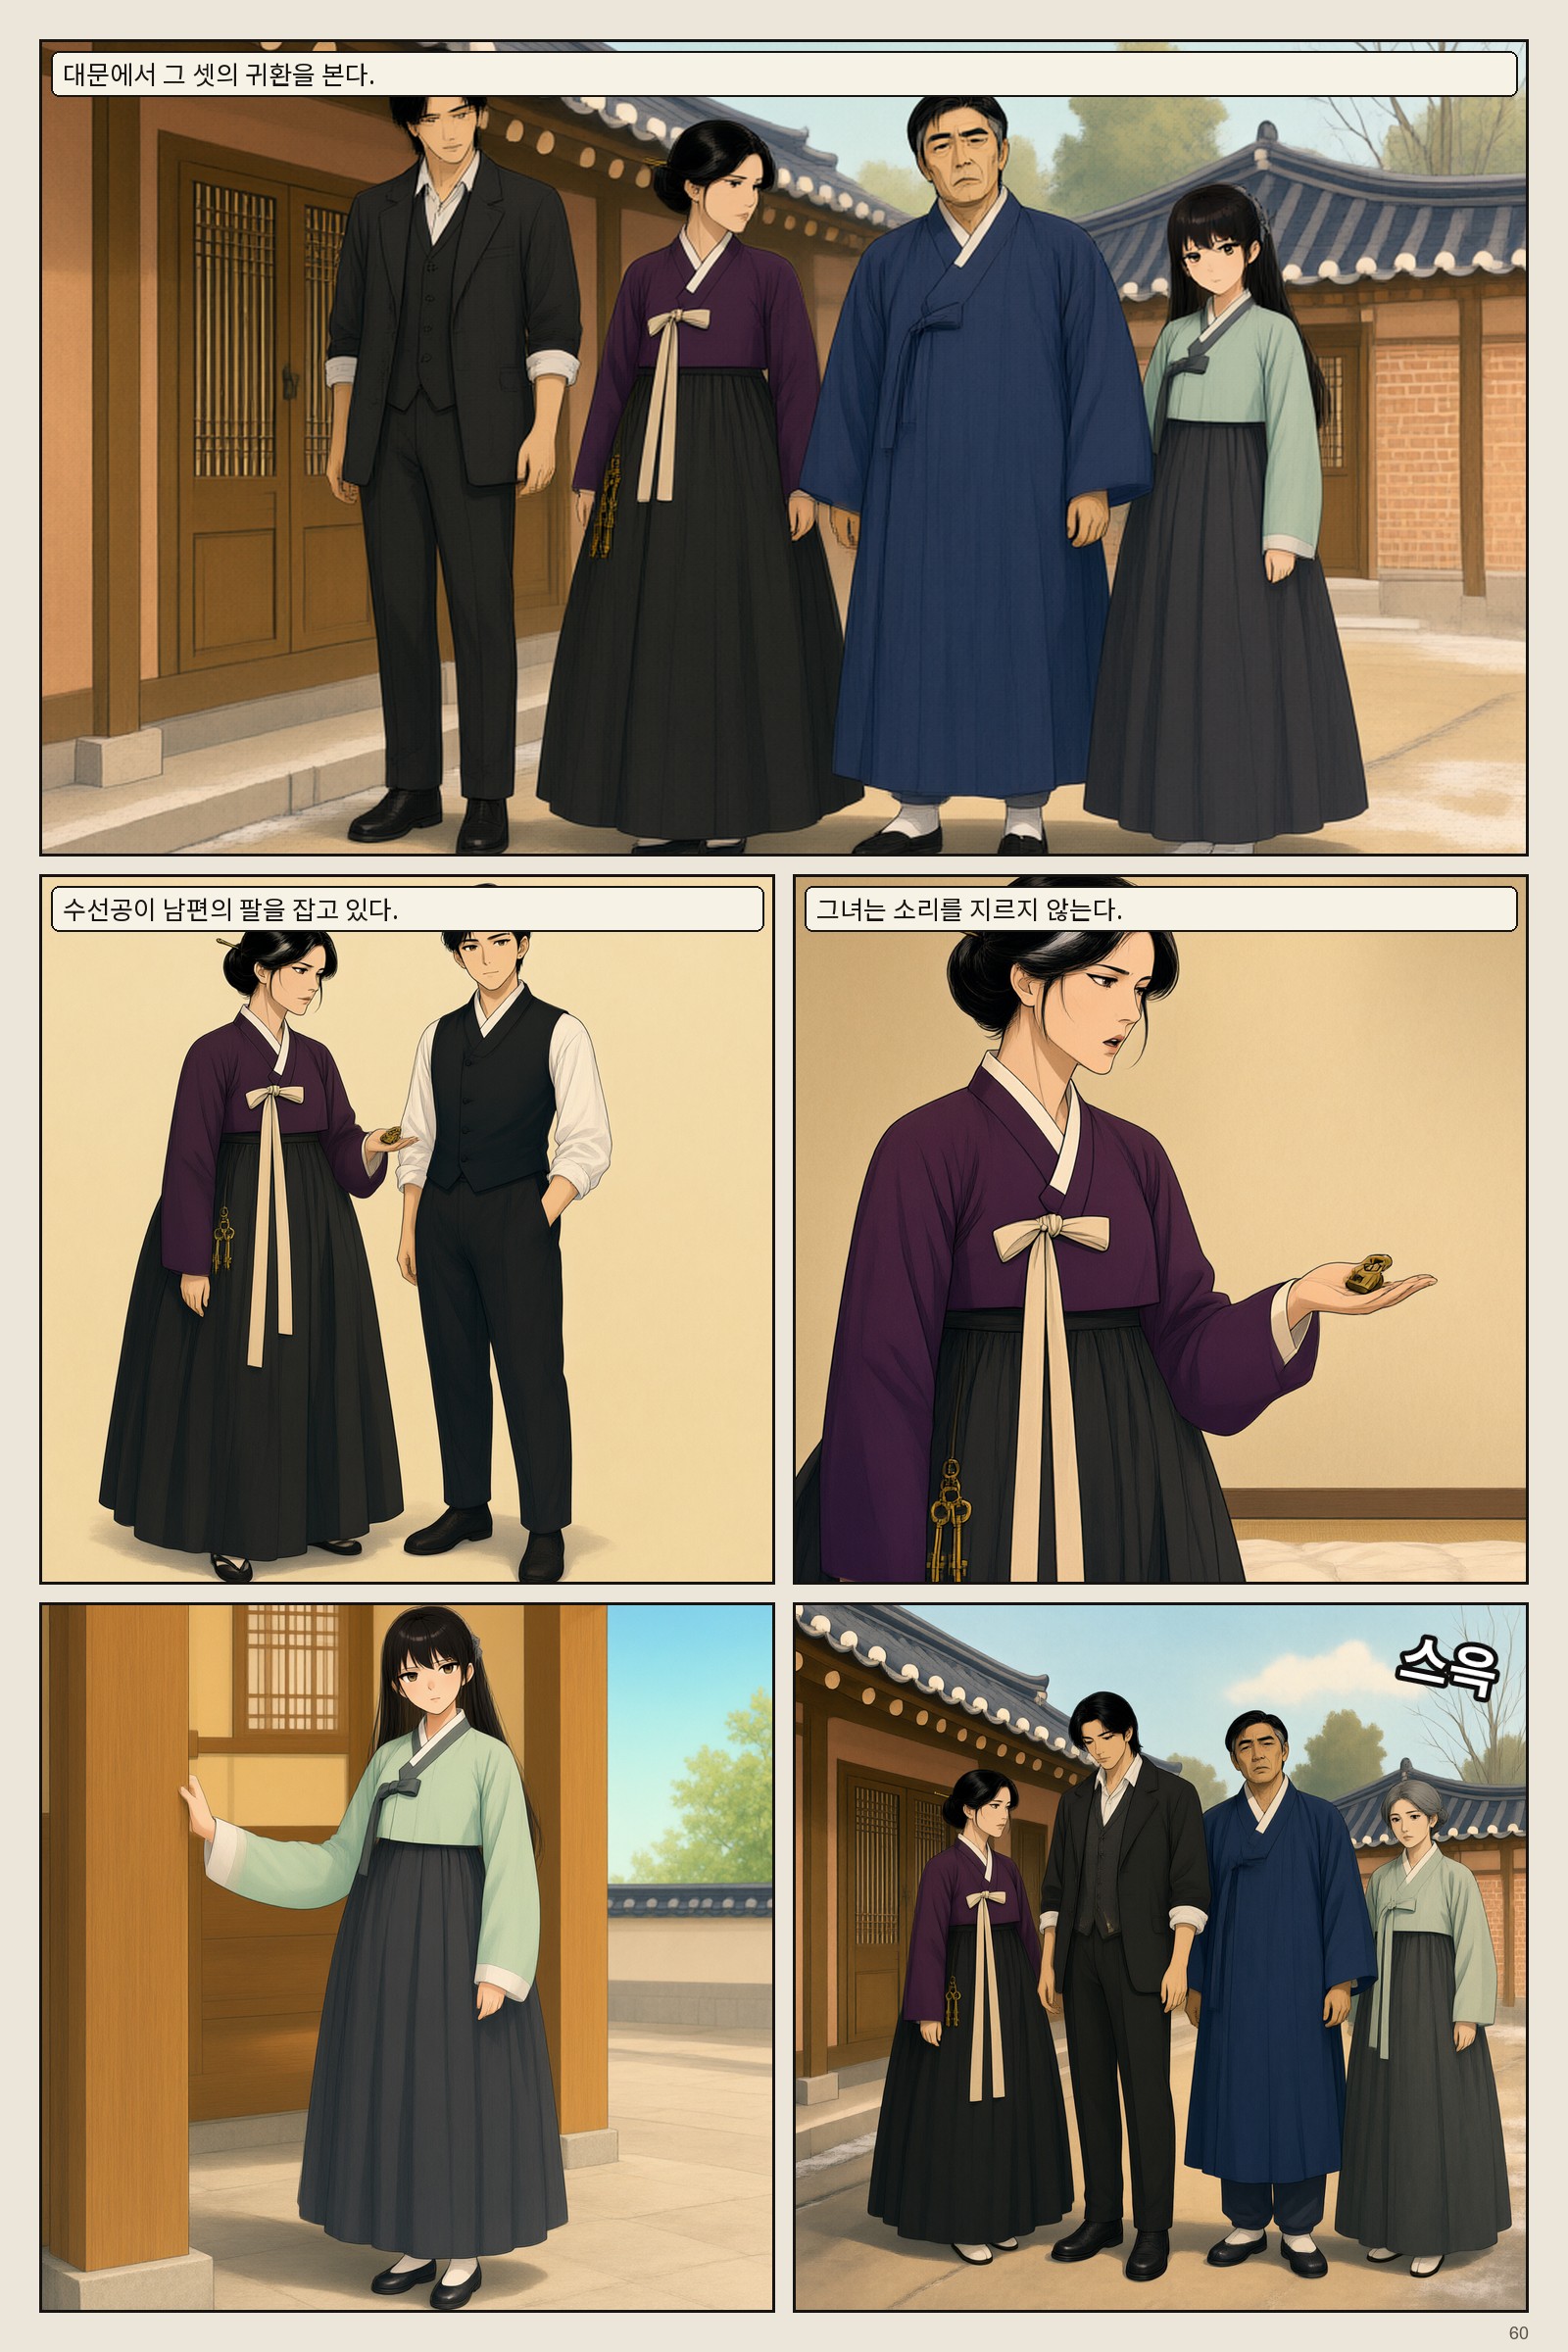 대문에서 그 셋의 귀환을 본다.
수선공이 남편의 팔을 잡고 있다.
그녀는 소리를 지르지 않는다.
스윽
60